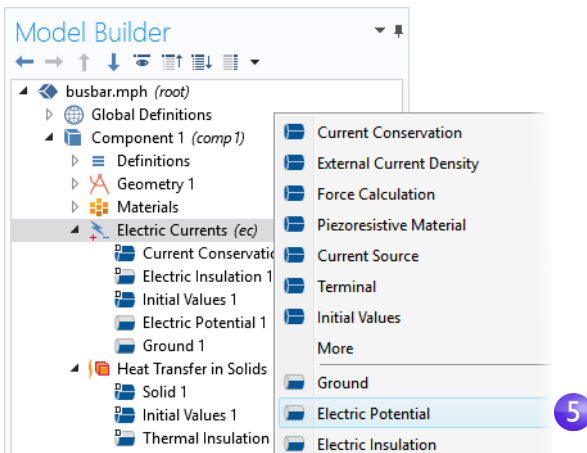 Model Builder
busbar.mph (root)
Global Definitions
Component 1 (comp1)
Definitions
Geometry 1
Materials
Electric Currents (ec)
Current Conservatio
Electric Insulation 1
Initial Values 1
Electric Potential 1
Ground 1
Heat Transfer in Solids
Solid 1
Initial Values 1
Thermal Insulation
Current Conservation
External Current Density
Force Calculation
Piezoresistive Material
Current Source
Terminal
Initial Values
More
Ground
Electric Potential
5
Electric Insulation